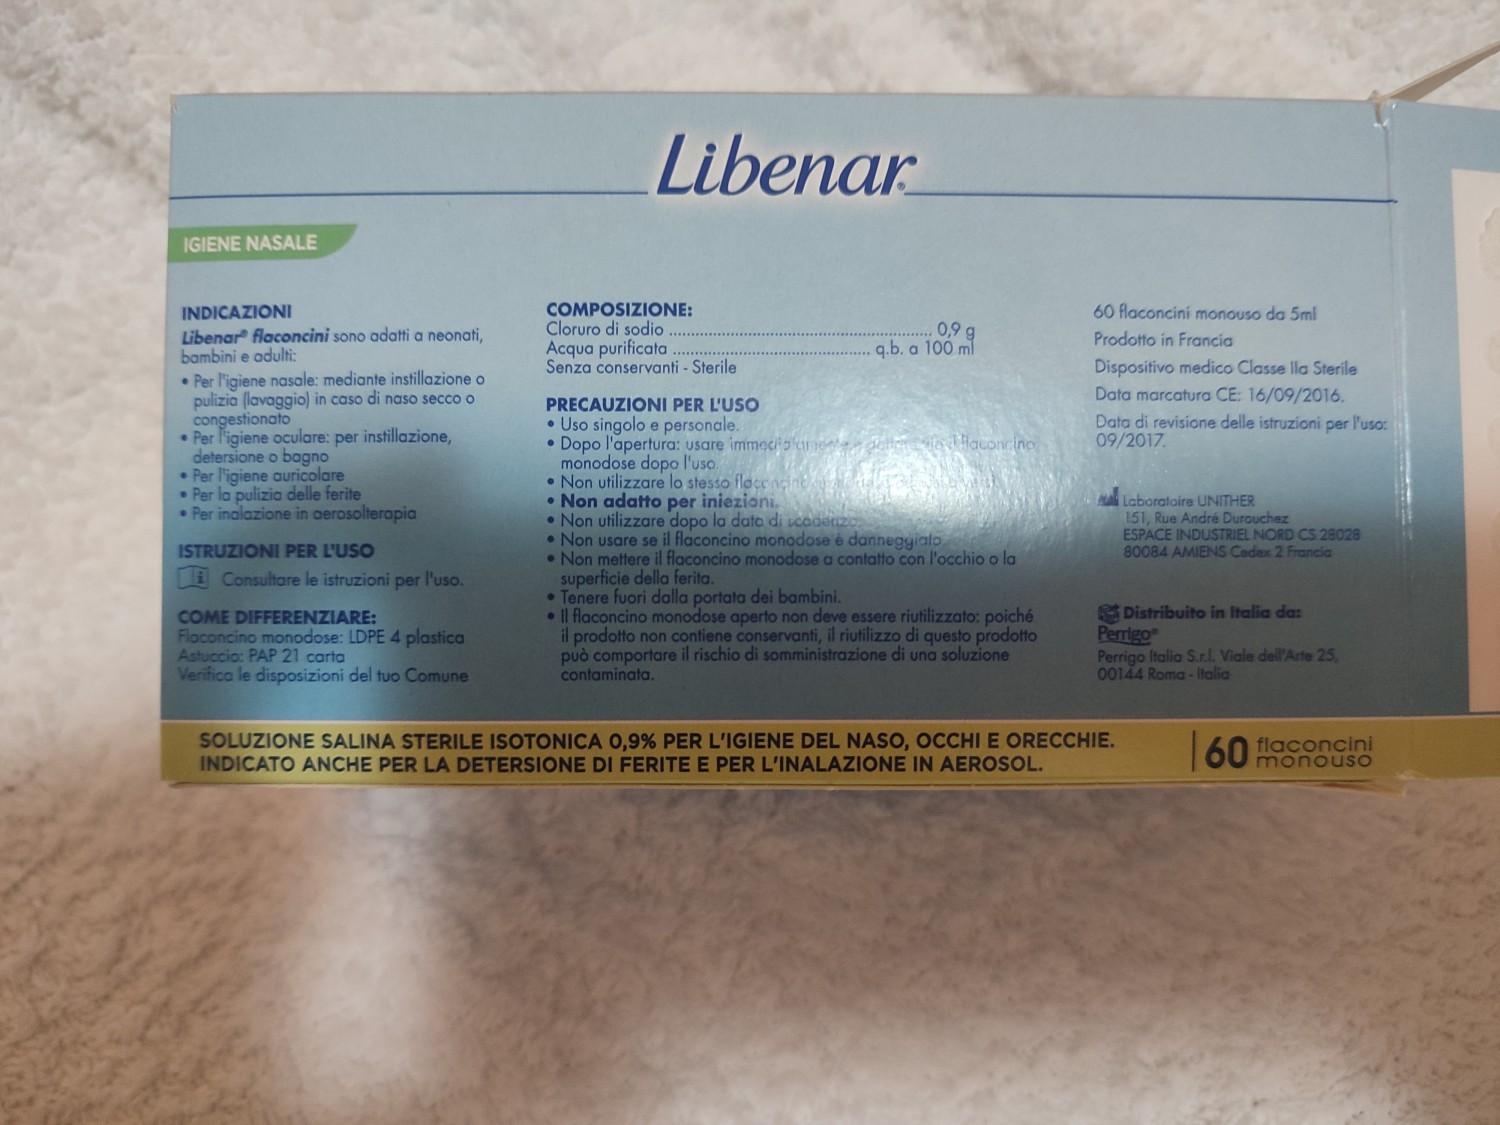 Libenar®
IGIENE NASALE
INDICAZIONI
Libenar® flaconcini sono adatti a neonati,
bambini e adulti:
• Per l'igiene nasale: mediante instillazione o
pulizia (lavaggio) in caso di naso secco o
congestionato
• Per l'igiene oculare: per instillazione,
detersione o bagno
• Per l'igiene auricolare
• Per la pulizia delle ferite
• Per inalazione in aerosolterapia
ISTRUZIONI PER L'USO
i Consultare le istruzioni per l'uso.
COME DIFFERENZIARE:
Flaconcino monodose: LDPE 4 plastica
Astuccio: PAP 21 carta
Verifica le disposizioni del tuo Comune
COMPOSIZIONE:
Cloruro di sodio ........................................................ 0,9 g
Acqua purificata .......................................... q.b. a 100 ml
Senza conservanti - Sterile
PRECAUZIONI PER L'USO
• Uso singolo e personale.
• Dopo l'apertura: usare immediatamente e il flaconcino
monodose dopo l'uso.
• Non utilizzare lo stesso flaconcino
• Non adatto per iniezioni.
• Non utilizzare dopo la data di scadenza.
• Non usare se il flaconcino monodose è danneggiato.
• Non mettere il flaconcino monodose a contatto con l'occhio o la
superficie della ferita.
• Tenere fuori dalla portata dei bambini.
• Il flaconcino monodose aperto non deve essere riutilizzato: poiché
il prodotto non contiene conservanti, il riutilizzo di questo prodotto
può comportare il rischio di somministrazione di una soluzione
contaminata.
60 flaconcini monouso da 5ml
Prodotto in Francia
Dispositivo medico Classe IIa Sterile
Data marcatura CE: 16/09/2016.
Data di revisione delle istruzioni per l'uso:
09/2017.
Laboratoire UNITHER
151, Rue André Durouchez
ESPACE INDUSTRIEL NORD CS 28028
80084 AMIENS Cedex 2 Francia
Distribuito in Italia da:
Perrigo®
Perrigo Italia S.r.l. Viale dell'Arte 25,
00144 Roma - Italia
SOLUZIONE SALINA STERILE ISOTONICA 0,9% PER L'IGIENE DEL NASO, OCCHI E ORECCHIE.
INDICATO ANCHE PER LA DETERSIONE DI FERITE E PER L'INALAZIONE IN AEROSOL.
60 flaconcini
monouso